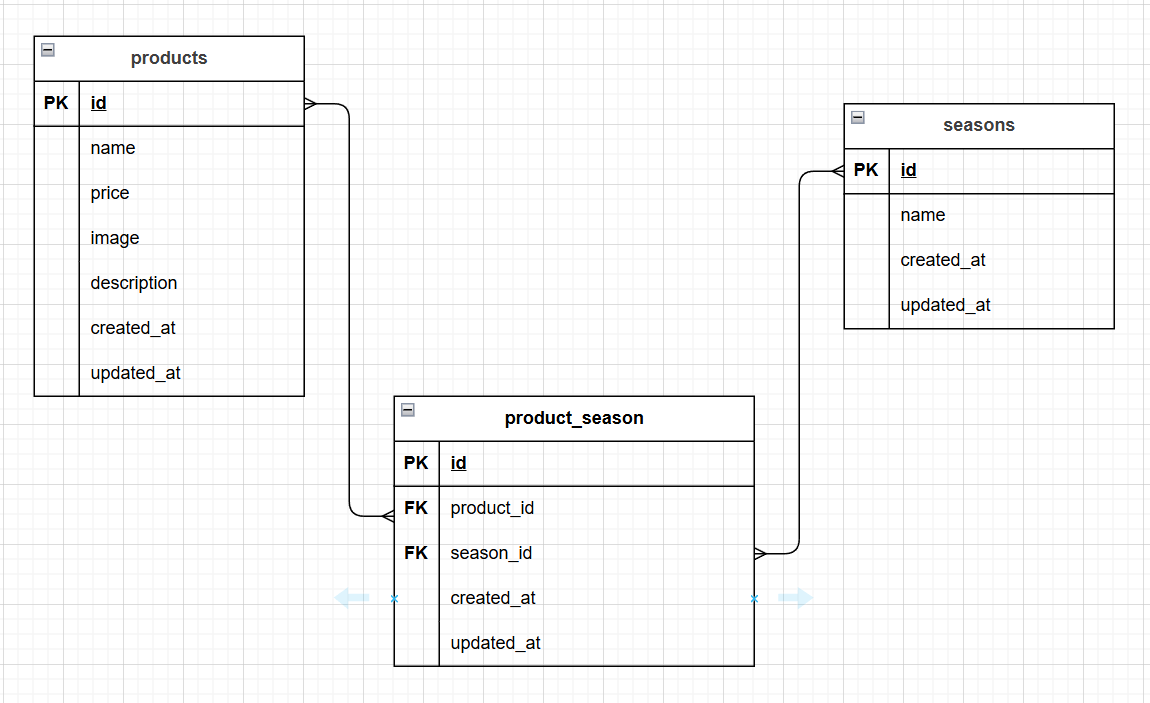 products
PK id
name
price
image
description
created_at
updated_at
seasons
PK id
name
created_at
updated_at
product_season
PK id
FK product_id
FK season_id
created_at
updated_at